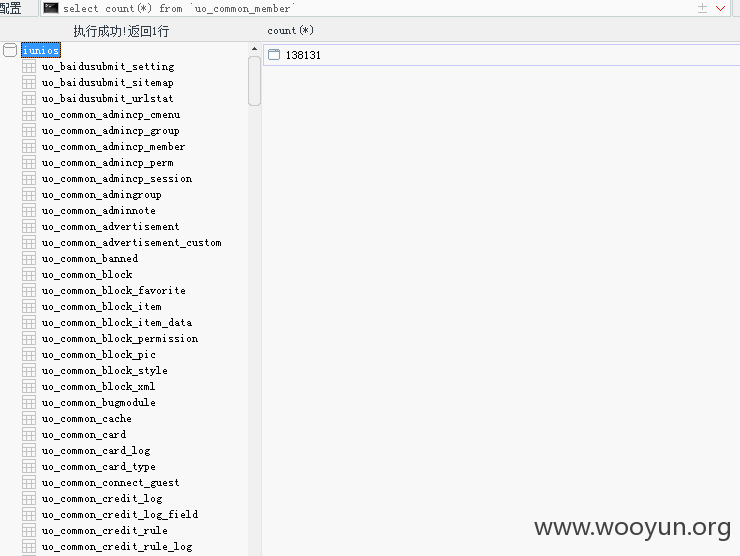 配置
select count(*) from `uo_common_member`
执行成功!返回1行
count(*)
iunios
138131
uo_baidusubmit_setting
uo_baidusubmit_sitemap
uo_baidusubmit_urlstat
uo_common_admincp_cmenu
uo_common_admincp_group
uo_common_admincp_member
uo_common_admincp_perm
uo_common_admincp_session
uo_common_admingroup
uo_common_adminnote
uo_common_advertisement
uo_common_advertisement_custom
uo_common_banned
uo_common_block
uo_common_block_favorite
uo_common_block_item
uo_common_block_item_data
uo_common_block_permission
uo_common_block_pic
uo_common_block_style
uo_common_block_xml
uo_common_bugmodule
uo_common_cache
uo_common_card
uo_common_card_log
uo_common_card_type
uo_common_connect_guest
uo_common_credit_log
uo_common_credit_log_field
uo_common_credit_rule
uo_common_credit_rule_log
www.wooyun.org